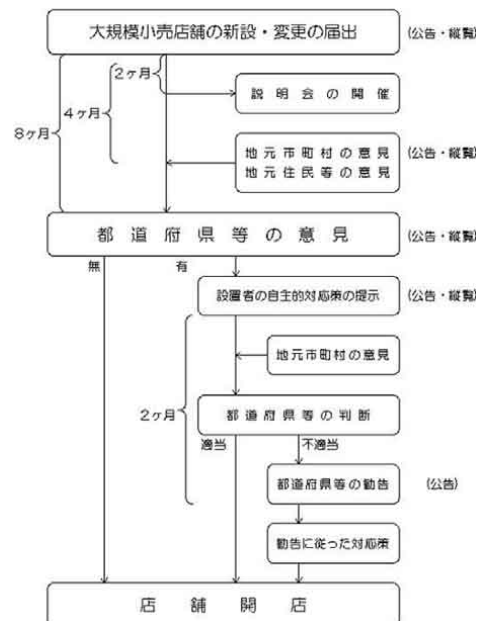 大規模小売店舗の新設・変更の届出 (公告・縦覧)
2ヶ月
4ヶ月
8ヶ月
説明会の開催
地元市町村の意見
地元住民等の意見
(公告・縦覧)
都道府県等の意見 (公告・縦覧)
無 有
設置者の自主的対応策の提示 (公告・縦覧)
地元市町村の意見
2ヶ月
都道府県等の判断
適当 不適当
都道府県等の勧告 (公告)
勧告に従った対応策
店舗開店